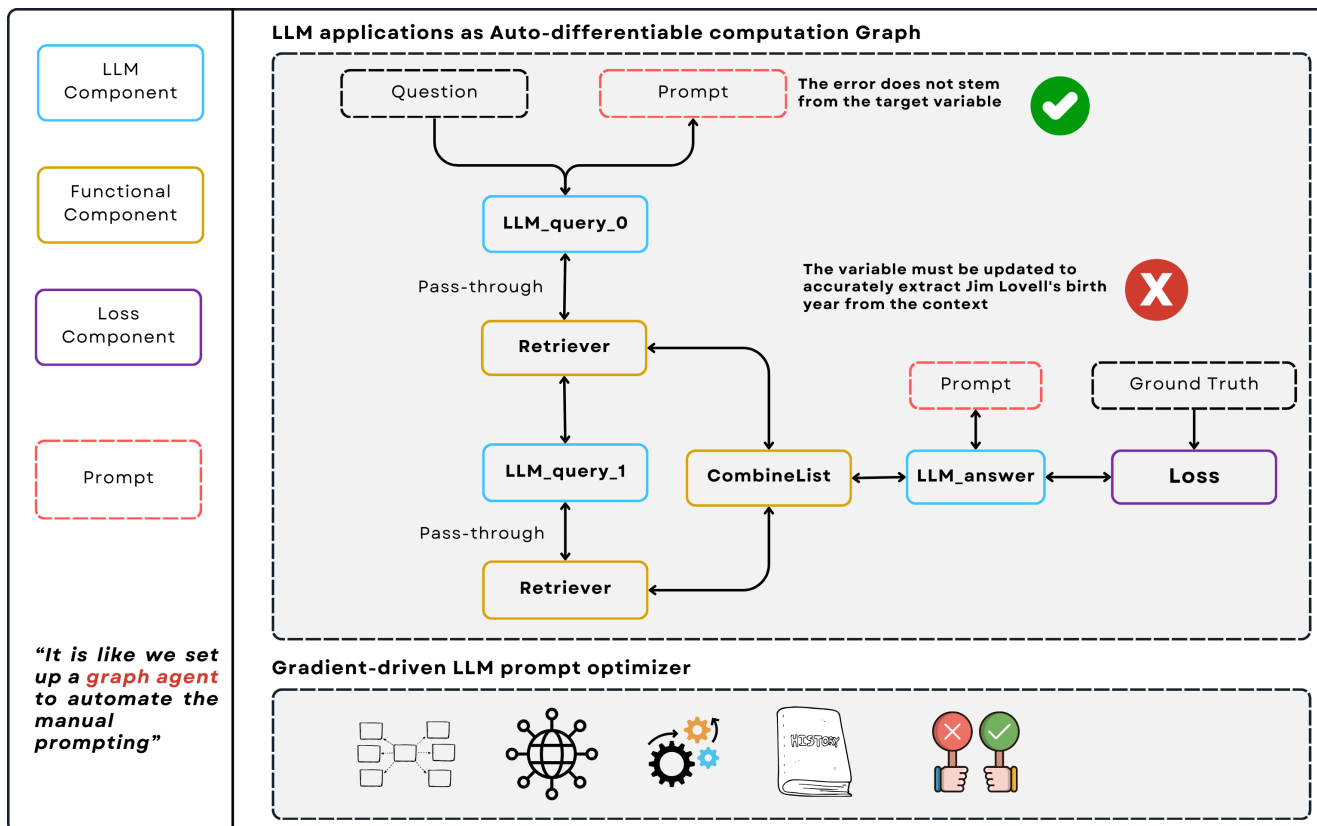 LLM
Component
Functional
Component
Loss
Component
Prompt
“It is like we set
up a graph agent
to automate the
manual
prompting”
LLM applications as Auto-differentiable computation Graph
Question
Prompt
The error does not stem
from the target variable
LLM_query_0
Pass-through
The variable must be updated to
accurately extract Jim Lovell's birth
year from the context
X
Retriever
Prompt
Ground Truth
LLM_query_1
CombineList
LLM_answer
Loss
Pass-through
Retriever
Gradient-driven LLM prompt optimizer
HISTORY